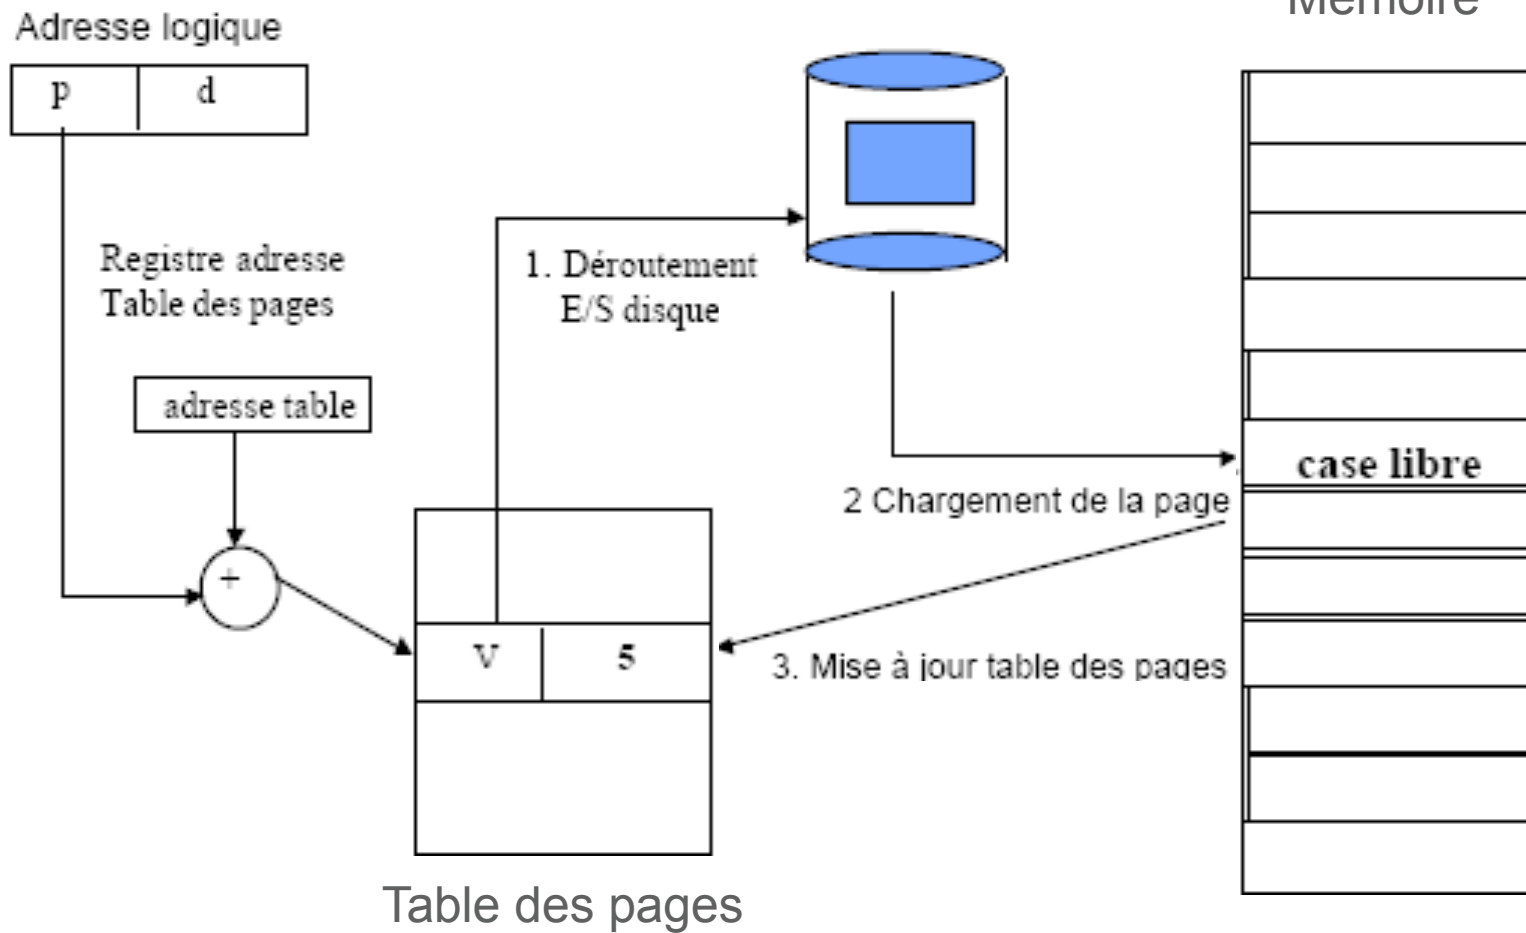 Mémoire
Adresse logique
p d
Registre adresse
Table des pages
1. Déroutement
E/S disque
adresse table
case libre
2 Chargement de la page
+
V 5
3. Mise à jour table des pages
Table des pages